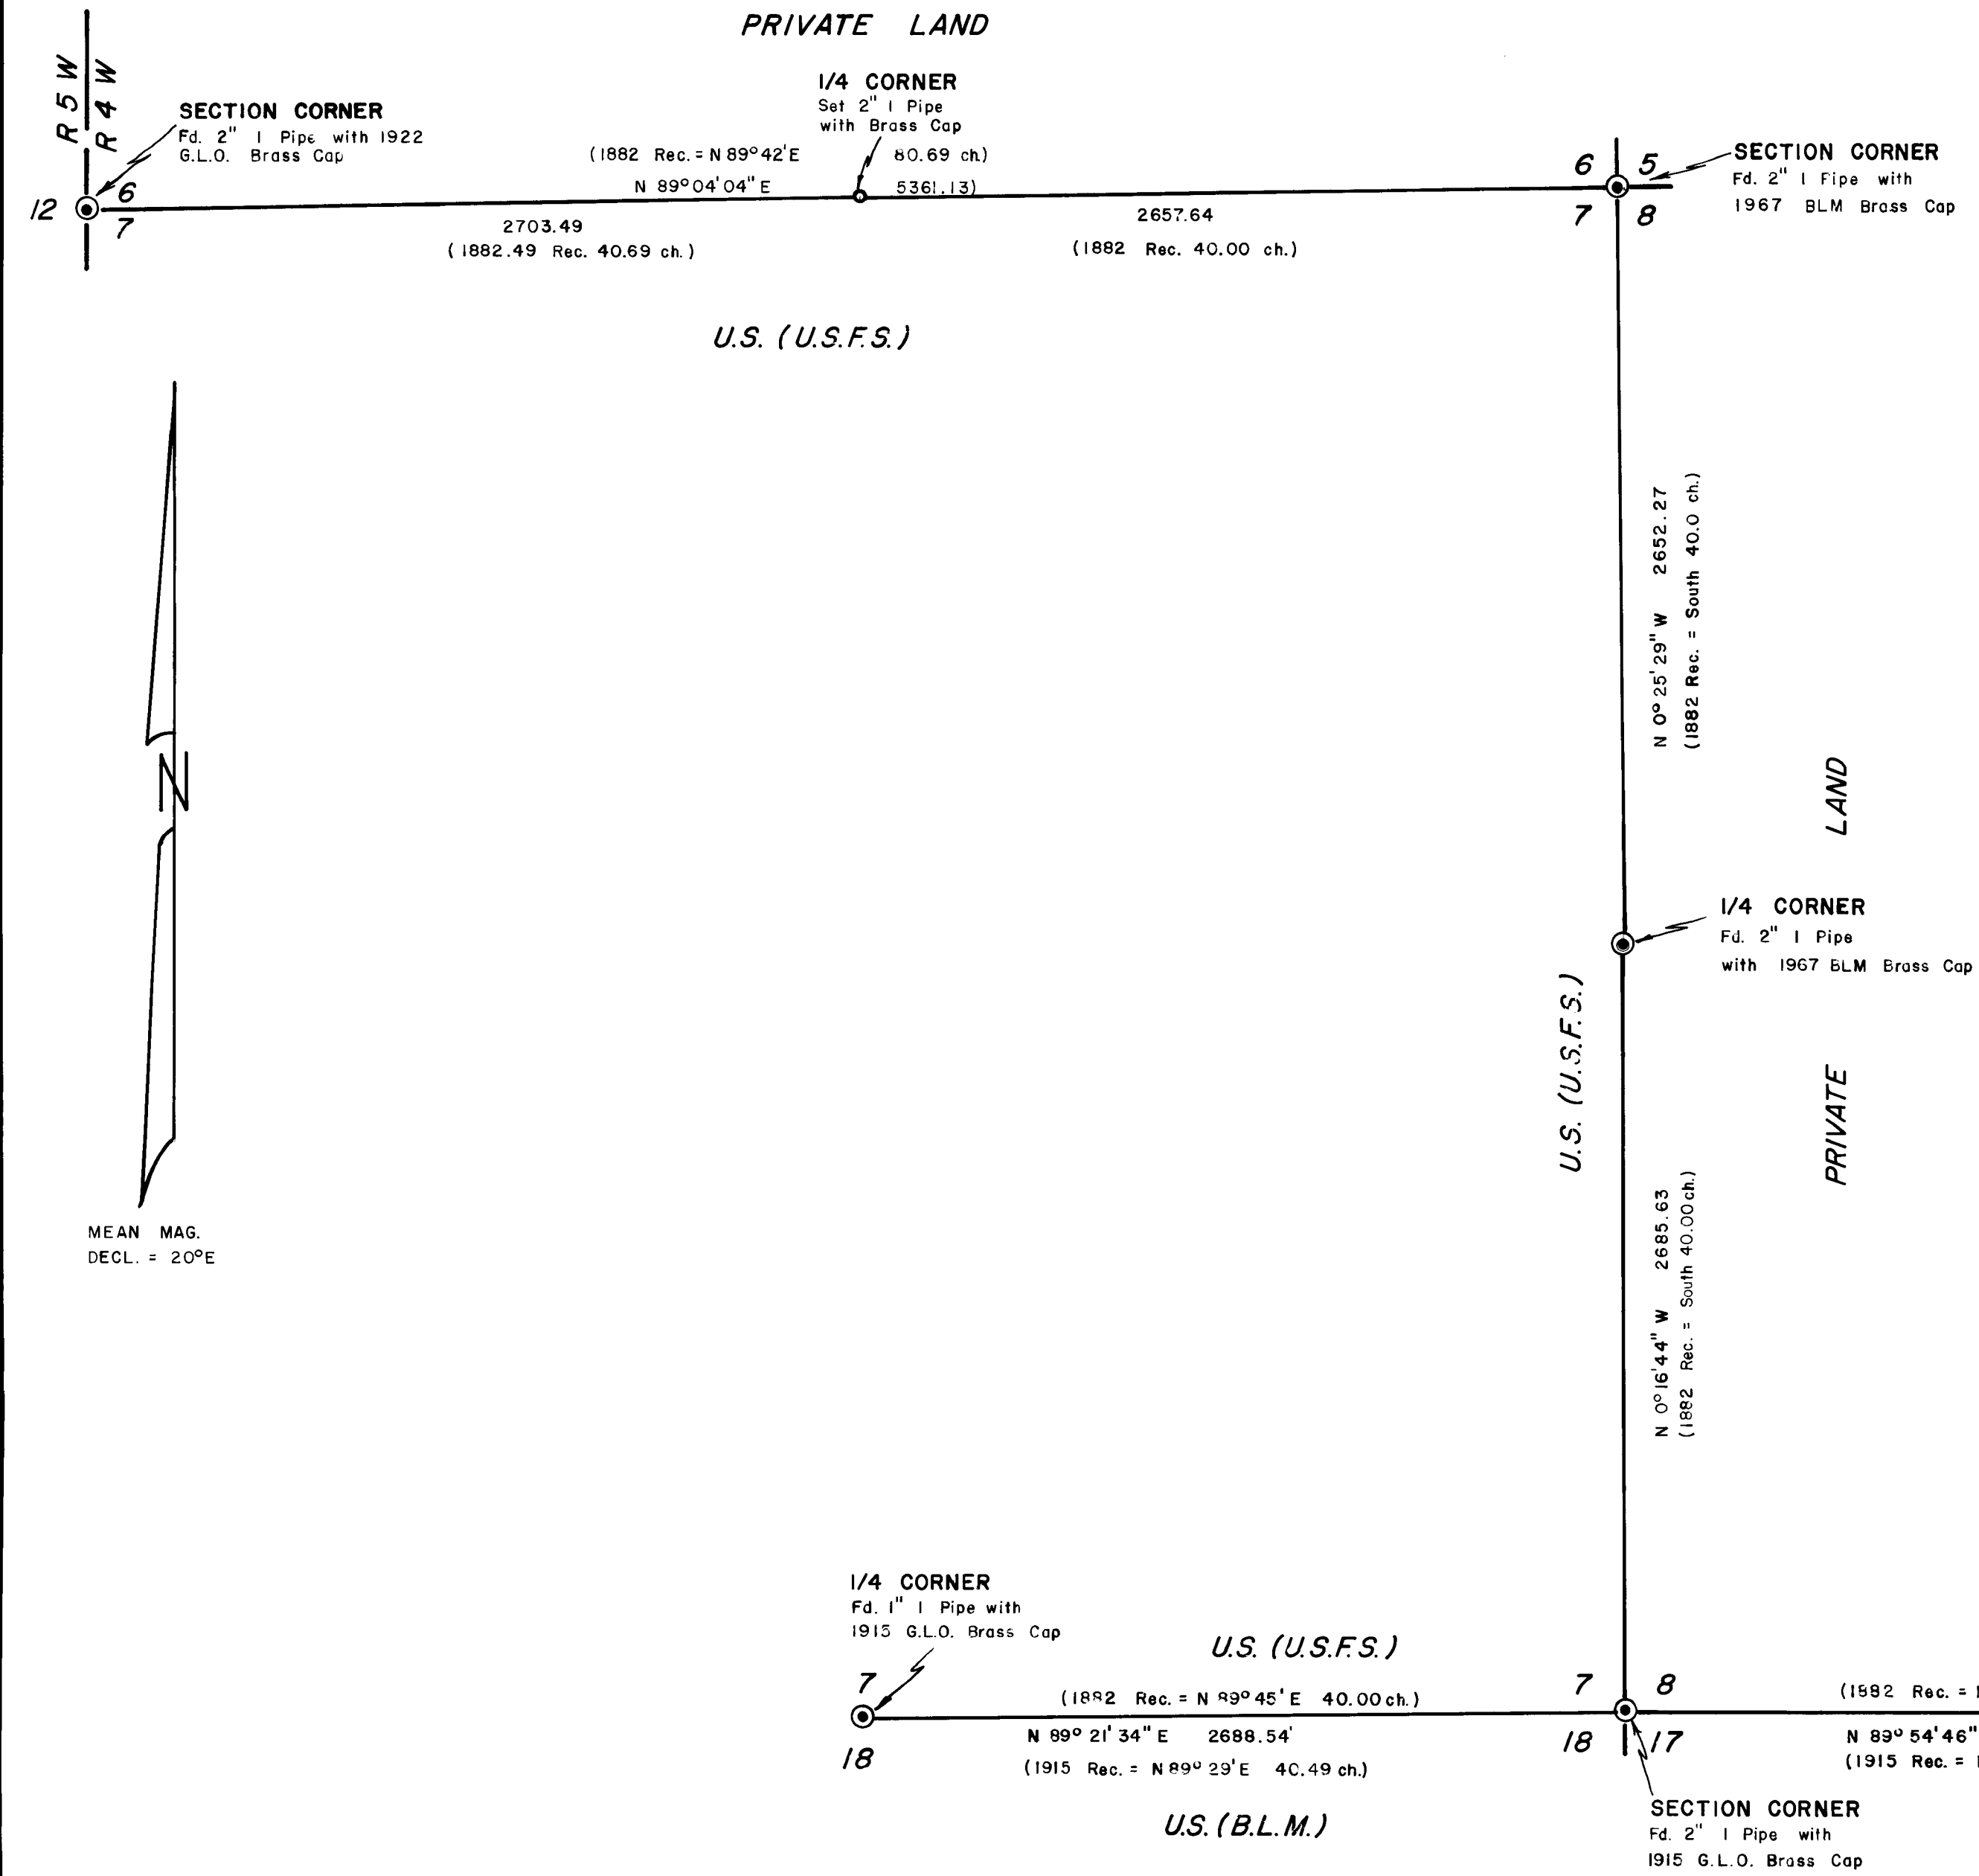 PRIVATE LAND
R 5 W
R 4 W
SECTION CORNER
Fd. 2" I Pipe with 1922
G.L.O. Brass Cap
1/4 CORNER
Set 2" I Pipe
with Brass Cap
(1882 Rec. = N 89°42'E 80.69 ch.)
N 89°04'04" E 5361.13)
12
6
7
2703.49
(1882.49 Rec. 40.69 ch.)
2657.64
(1882 Rec. 40.00 ch.)
6 5
7 8
SECTION CORNER
Fd. 2" I Pipe with
1967 BLM Brass Cap
U.S. (U.S.F.S.)
N 0°25'29" W 2652.27
(1882 Rec. = South 40.0 ch.)
N
MEAN MAG.
DECL. = 20°E
PRIVATE LAND
1/4 CORNER
Fd. 2" I Pipe
with 1967 BLM Brass Cap
U.S. (U.S.F.S.)
N 0°16'44" W 2685.63
(1882 Rec. = South 40.00 ch.)
1/4 CORNER
Fd. 1" I Pipe with
1915 G.L.O. Brass Cap
U.S. (U.S.F.S.)
7
18
(1882 Rec. = N 89°45' E 40.00 ch.)
N 89° 21' 34" E 2688.54'
(1915 Rec. = N 89° 29' E 40.49 ch.)
7 8
18 17
(1882 Rec. =
N 89° 54' 46"
(1915 Rec. =
U.S. (B.L.M.)
SECTION CORNER
Fd. 2" I Pipe with
1915 G.L.O. Brass Cap